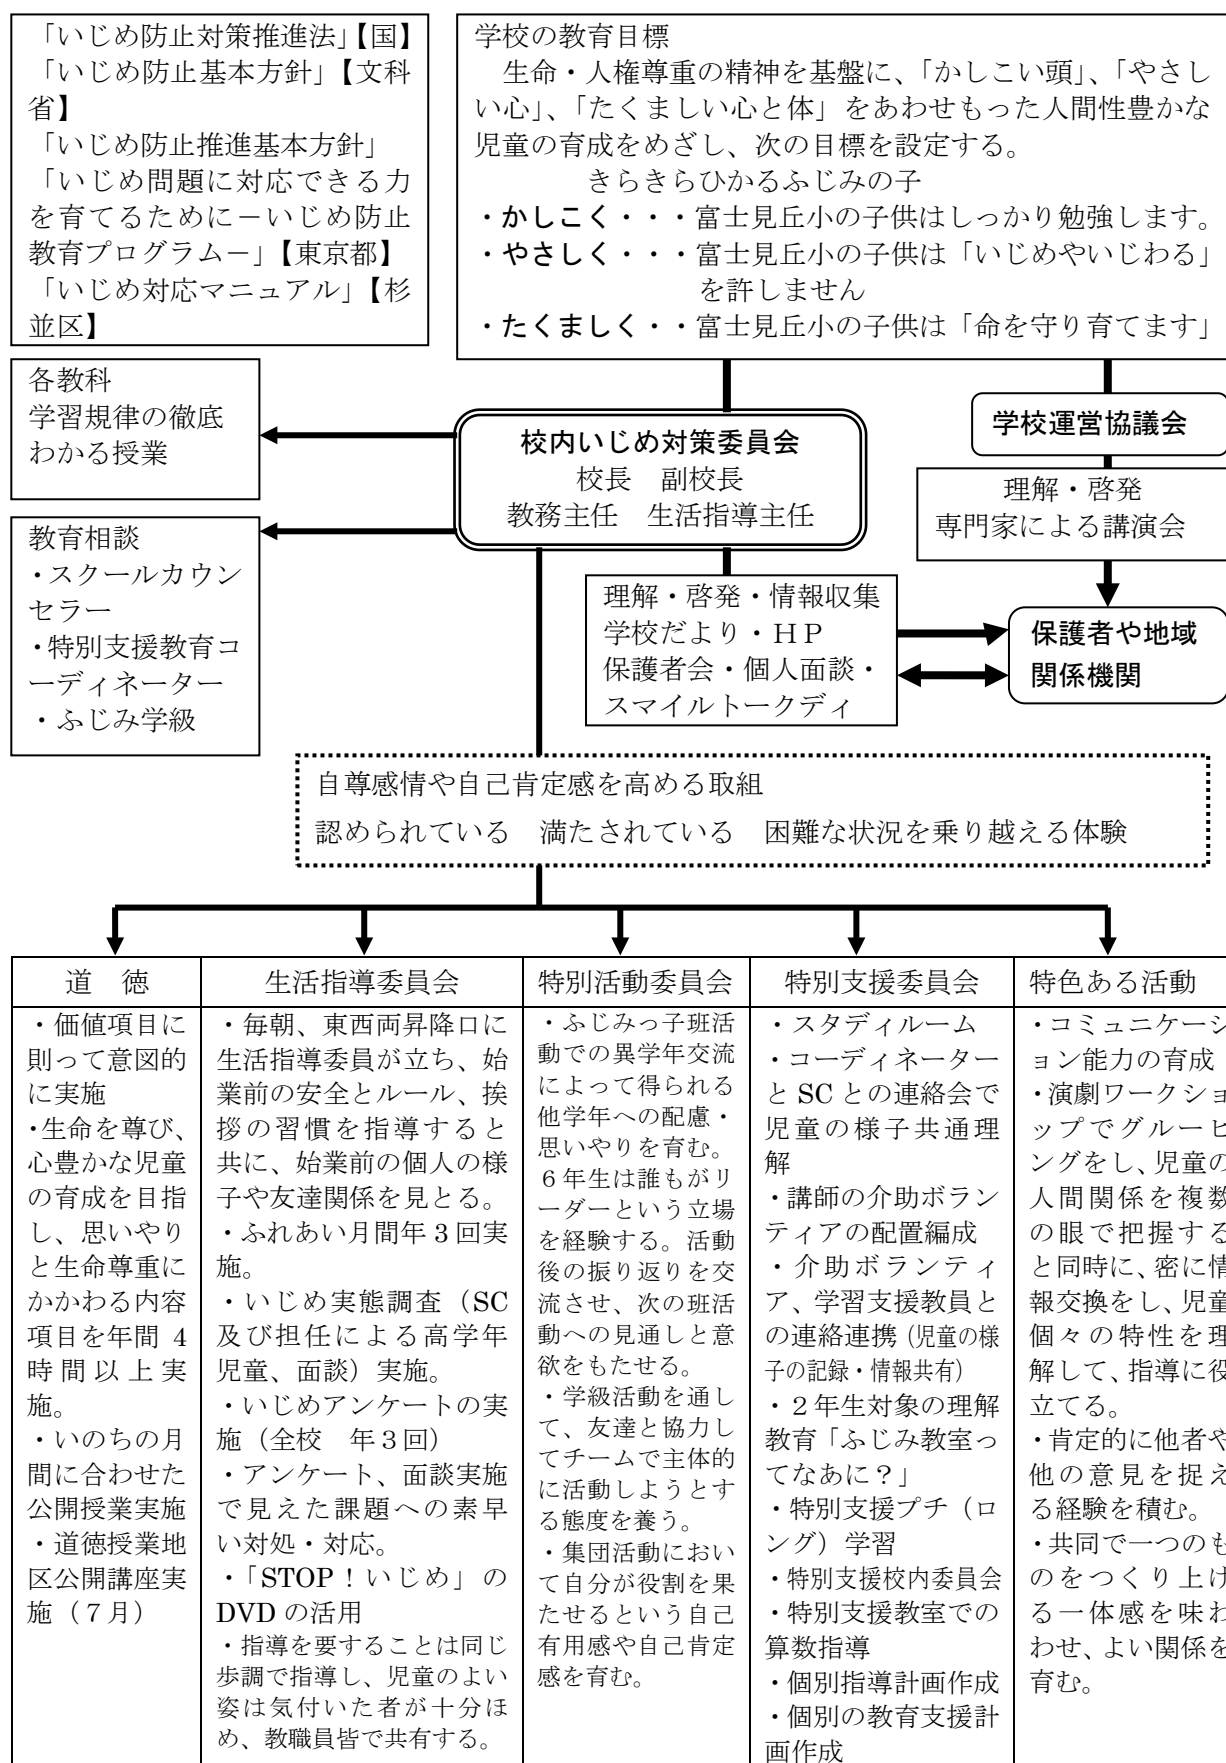 「いじめ防止対策推進法」【国】
「いじめ防止基本方針」【文科
省】
「いじめ防止推進基本方針」
「いじめ問題に対応できる力
を育てるために－いじめ防止
教育プログラム－」【東京都】
「いじめ対応マニュアル」【杉
並区】
学校の教育目標
生命・人権尊重の精神を基盤に、「かしこい頭」、「やさし
い心」、「たくましい心と体」をあわせもった人間性豊かな
児童の育成をめざし、次の目標を設定する。
きらきらひかるふじみの子
・かしこく・・・富士見丘小の子供はしっかり勉強します。
・やさしく・・・富士見丘小の子供は「いじめやいじわる」
を許しません
・たくましく・・富士見丘小の子供は「命を守り育てます」
各教科
学習規律の徹底
わかる授業
校内いじめ対策委員会
校長　副校長
教務主任　生活指導主任
学校運営協議会
理解・啓発
専門家による講演会
教育相談
・スクールカウン
セラー
・特別支援教育コ
ーディネーター
・ふじみ学級
理解・啓発・情報収集
学校だより・ＨＰ
保護者会・個人面談・
スマイルトークディ
保護者や地域
関係機関
自尊感情や自己肯定感を高める取組
認められている　満たされている　困難な状況を乗り越える体験
道　徳
・価値項目に
則って意図的
に実施
・生命を尊び、
心豊かな児童
の育成を目指
し、思いやり
と生命尊重に
かかわる内容
項目を年間 4
時間以上実
施。
・いのちの月
間に合わせた
公開授業実施
・道徳授業地
区公開講座実
施（７月）
生活指導委員会
・毎朝、東西両昇降口に
生活指導委員が立ち、始
業前の安全とルール、挨
拶の習慣を指導すると
共に、始業前の個人の様
子や友達関係を見とる。
・ふれあい月間年 3 回実
施。
・いじめ実態調査（SC
及び担任による高学年
児童、面談）実施。
・いじめアンケートの実
施（全校　年３回）
・アンケート、面談実施
で見えた課題への素早
い対処・対応。
・「STOP！いじめ」の
DVD の活用
・指導を要することは同じ
歩調で指導し、児童のよい
姿は気付いた者が十分ほ
め、教職員皆で共有する。
特別活動委員会
・ふじみっ子班活
動での異学年交流
によって得られる
他学年への配慮・
思いやりを育む。
６年生は誰もがリ
ーダーという立場
を経験する。活動
後の振り返りを交
流させ、次の班活
動への見通しと意
欲をもたせる。
・学級活動を通し
て、友達と協力し
てチームで主体的
に活動しようとす
る態度を養う。
・集団活動におい
て自分が役割を果
たせるという自己
有用感や自己肯定
感を育む。
特別支援委員会
・スタディルーム
・コーディネーター
と SC との連絡会で
児童の様子共通理
解
・講師の介助ボラン
ティアの配置編成
・介助ボランティ
ア、学習支援教員と
の連絡連携（児童の様
子の記録・情報共有）
・２年生対象の理解
教育「ふじみ教室っ
てなあに？」
・特別支援プチ（ロ
ング）学習
・特別支援校内委員会
・特別支援教室での
算数指導
・個別指導計画作成
・個別の教育支援計
画作成
特色ある活動
・コミュニケーシ
ョン能力の育成
・演劇ワークショ
ップでグルーピ
ングをし、児童の
人間関係を複数
の眼で把握する
と同時に、密に情
報交換をし、児童
個々の特性を理
解して、指導に役
立てる。
・肯定的に他者や
他の意見を捉え
る経験を積む。
・共同で一つのも
のをつくり上げ
る一体感を味わ
わせ、よい関係を
育む。